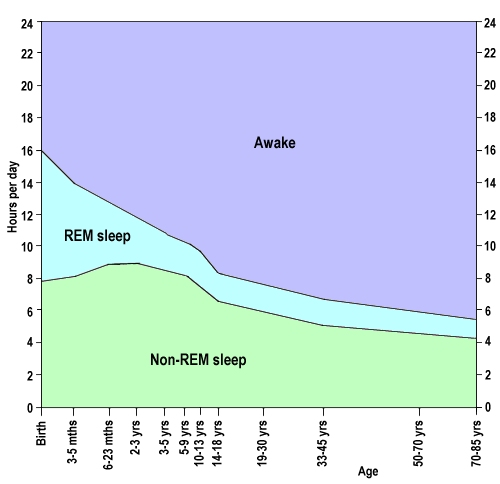 24
22
20
18
16
14
12
10
8
6
4
2
0
Hours per day
Awake
REM sleep
Non-REM sleep
24
22
20
18
16
14
12
10
8
6
4
2
0
Birth
3-5 mths
6-23 mths
2-3 yrs
3-5 yrs
5-9 yrs
10-13 yrs
14-18 yrs
19-30 yrs
33-45 yrs
50-70 yrs
70-85 yrs
Age